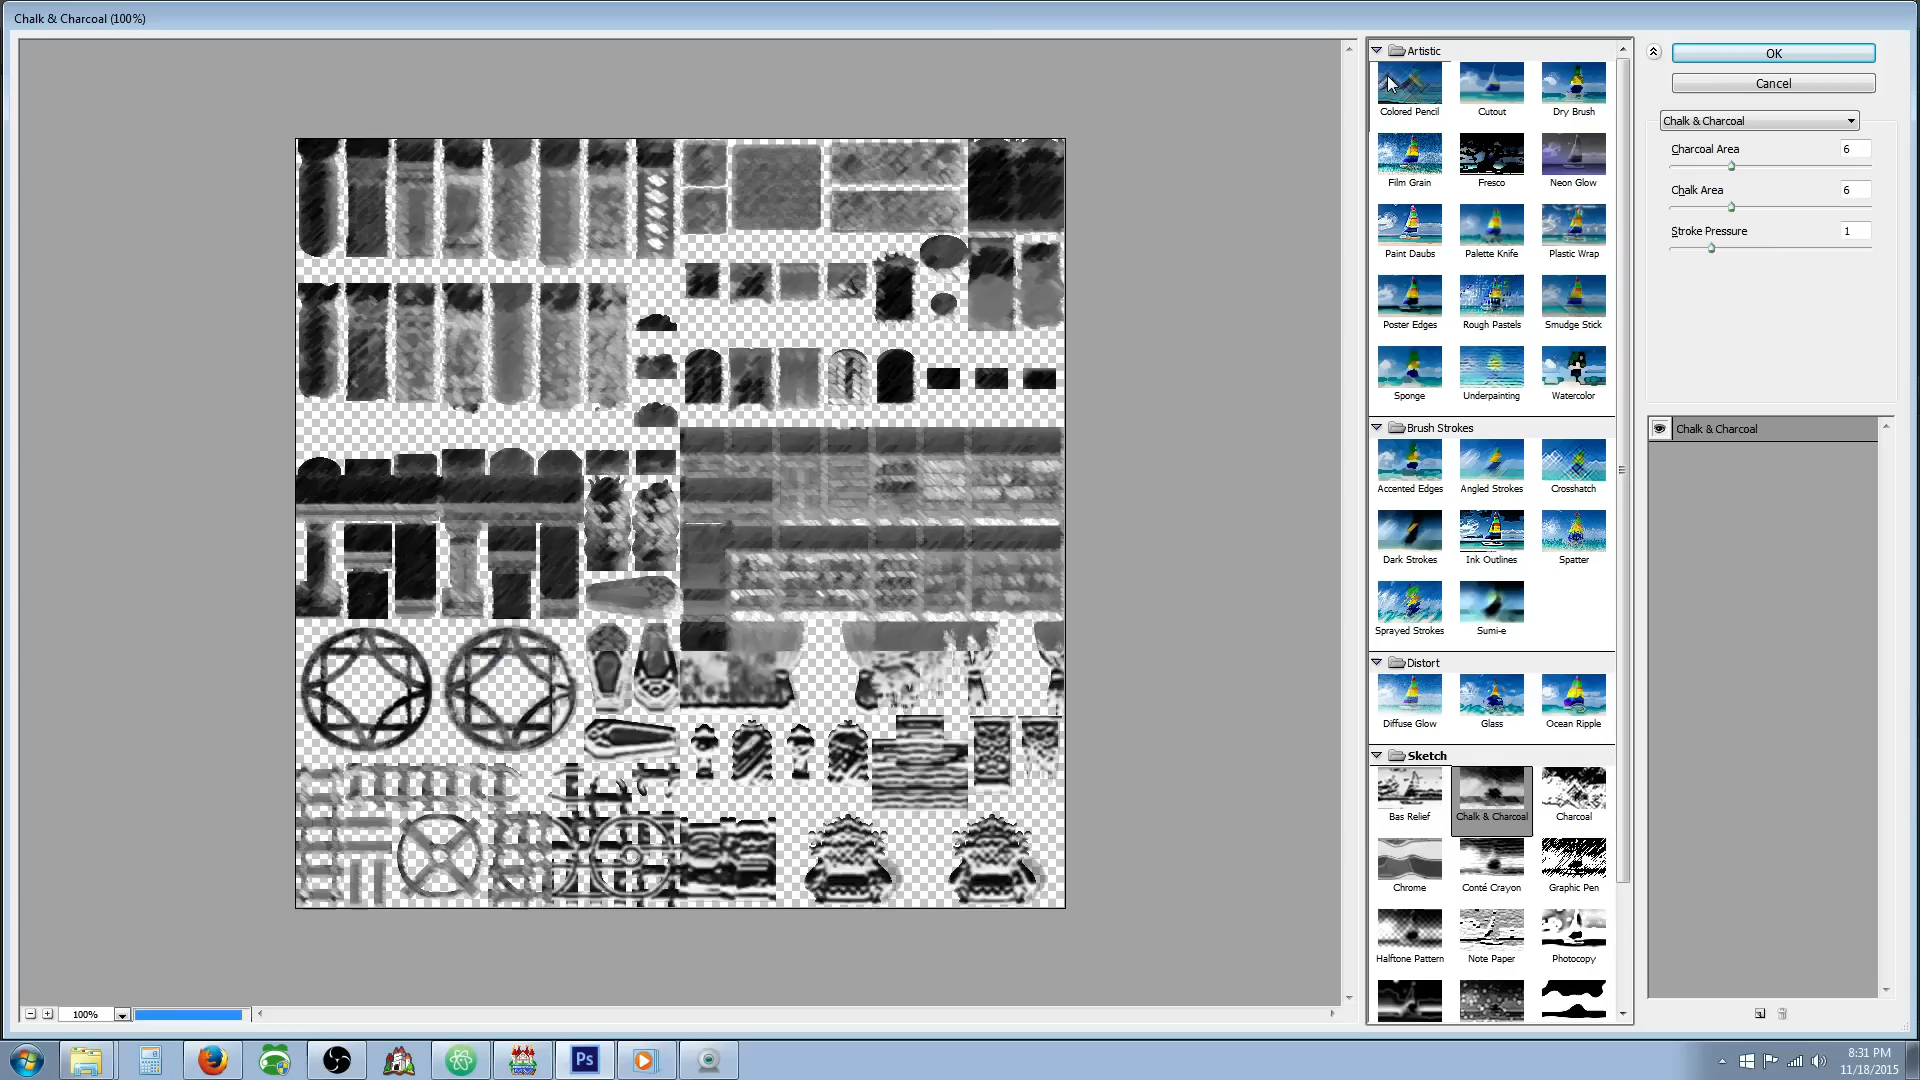 Chalk & Charcoal (100%)
Artistic
Colored Pencil
Cutout
Dry Brush
Film Grain
Fresco
Neon Glow
Paint Daubs
Palette Knife
Plastic Wrap
Poster Edges
Rough Pastels
Smudge Stick
Sponge
Underpainting
Watercolor
Brush Strokes
Accented Edges
Angled Strokes
Crosshatch
Dark Strokes
Ink Outlines
Spatter
Sprayed Strokes
Sumi-e
Distort
Diffuse Glow
Glass
Ocean Ripple
Sketch
Bas Relief
Chalk & Charcoal
Charcoal
Chrome
Conté Crayon
Graphic Pen
Halftone Pattern
Note Paper
Photocopy
OK
Cancel
Chalk & Charcoal
Charcoal Area 6
Chalk Area 6
Stroke Pressure 1
Chalk & Charcoal
100%
Ps
8:31 PM
11/18/2015